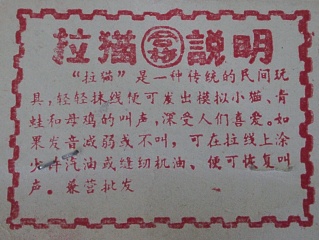 拉猫 說明
“拉猫”是一种传统的民间玩
具,轻轻抹线便可发出模拟小猫、青
蛙和母鸡的叫声,深受人们喜爱。如
果发音减弱或不叫,可在拉线上涂
少许汽油或缝纫机油、便可恢复叫
声。兼营批发